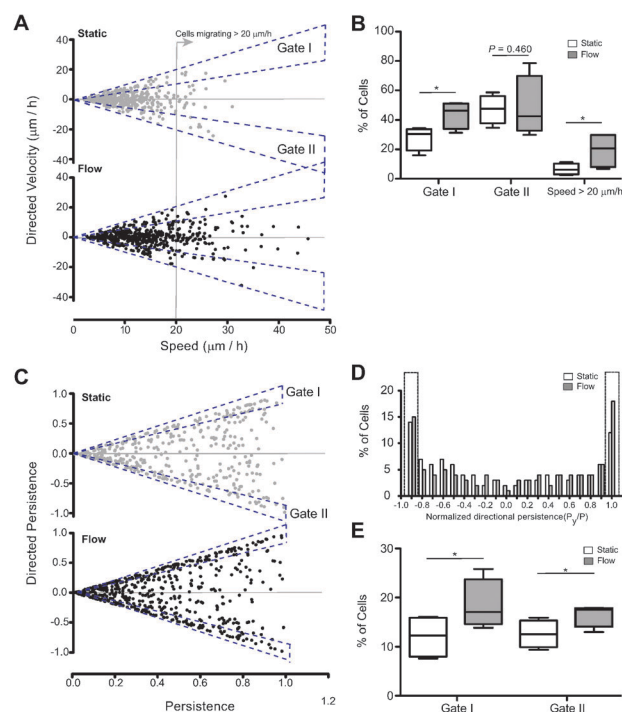 A
Static
Cells migrating > 20 μm/h
Gate I
40
20
0
-20
-40
Gate II
Flow
40
20
0
-20
-40
Directed Velocity (μm / h)
0 10 20 30 40 50
Speed (μm / h)
B
Static
Flow
P = 0.460
*
*
100
80
60
40
20
0
% of Cells
Gate I Gate II Speed > 20 μm/h
C
Static
Gate I
1.0
0.5
0.0
-0.5
-1.0
Gate II
Flow
1.0
0.5
0.0
-0.5
-1.0
Directed Persistence
0.0 0.2 0.4 0.6 0.8 1.0
1.2
Persistence
D
Static
Flow
20
15
10
5
0
% of Cells
-1.0 -0.8 -0.6 -0.4 -0.2 0.0 0.2 0.4 0.6 0.8 1.0
Normalized directional persistence(Py/P)
E
Static
Flow
*
*
30
20
10
0
% of Cells
Gate I Gate II